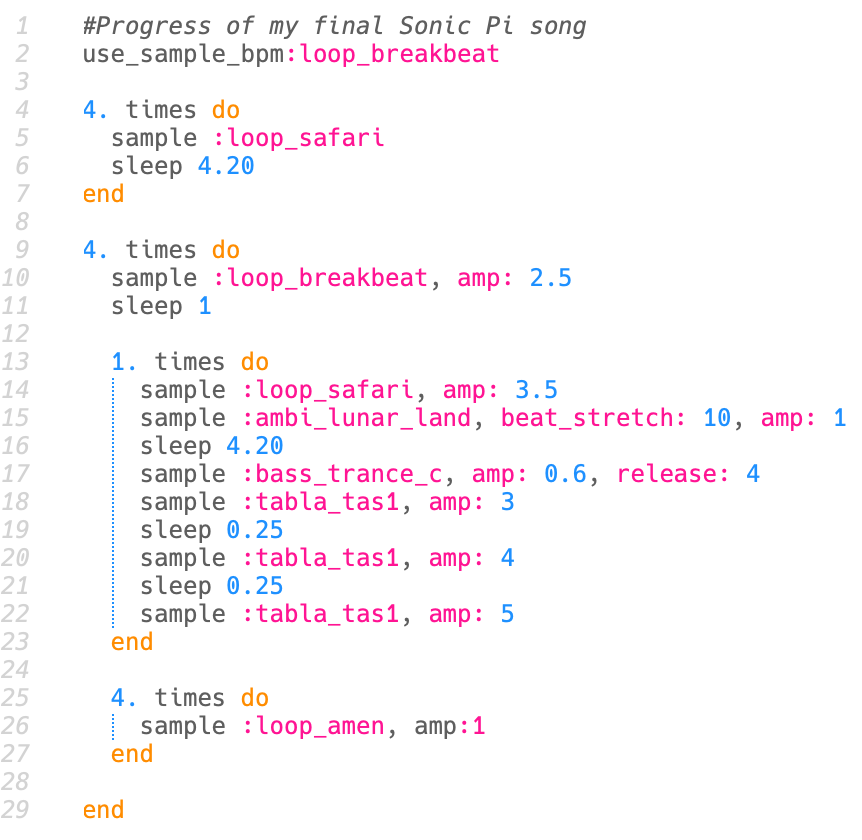 1 #Progress of my final Sonic Pi song
2 use_sample_bpm:loop_breakbeat
3
4 4. times do
5 sample :loop_safari
6 sleep 4.20
7 end
8
9 4. times do
10 sample :loop_breakbeat, amp: 2.5
11 sleep 1
12
13 1. times do
14 sample :loop_safari, amp: 3.5
15 sample :ambi_lunar_land, beat_stretch: 10, amp: 1
16 sleep 4.20
17 sample :bass_trance_c, amp: 0.6, release: 4
18 sample :tabla_tas1, amp: 3
19 sleep 0.25
20 sample :tabla_tas1, amp: 4
21 sleep 0.25
22 sample :tabla_tas1, amp: 5
23 end
24
25 4. times do
26 sample :loop_amen, amp:1
27 end
28
29 end